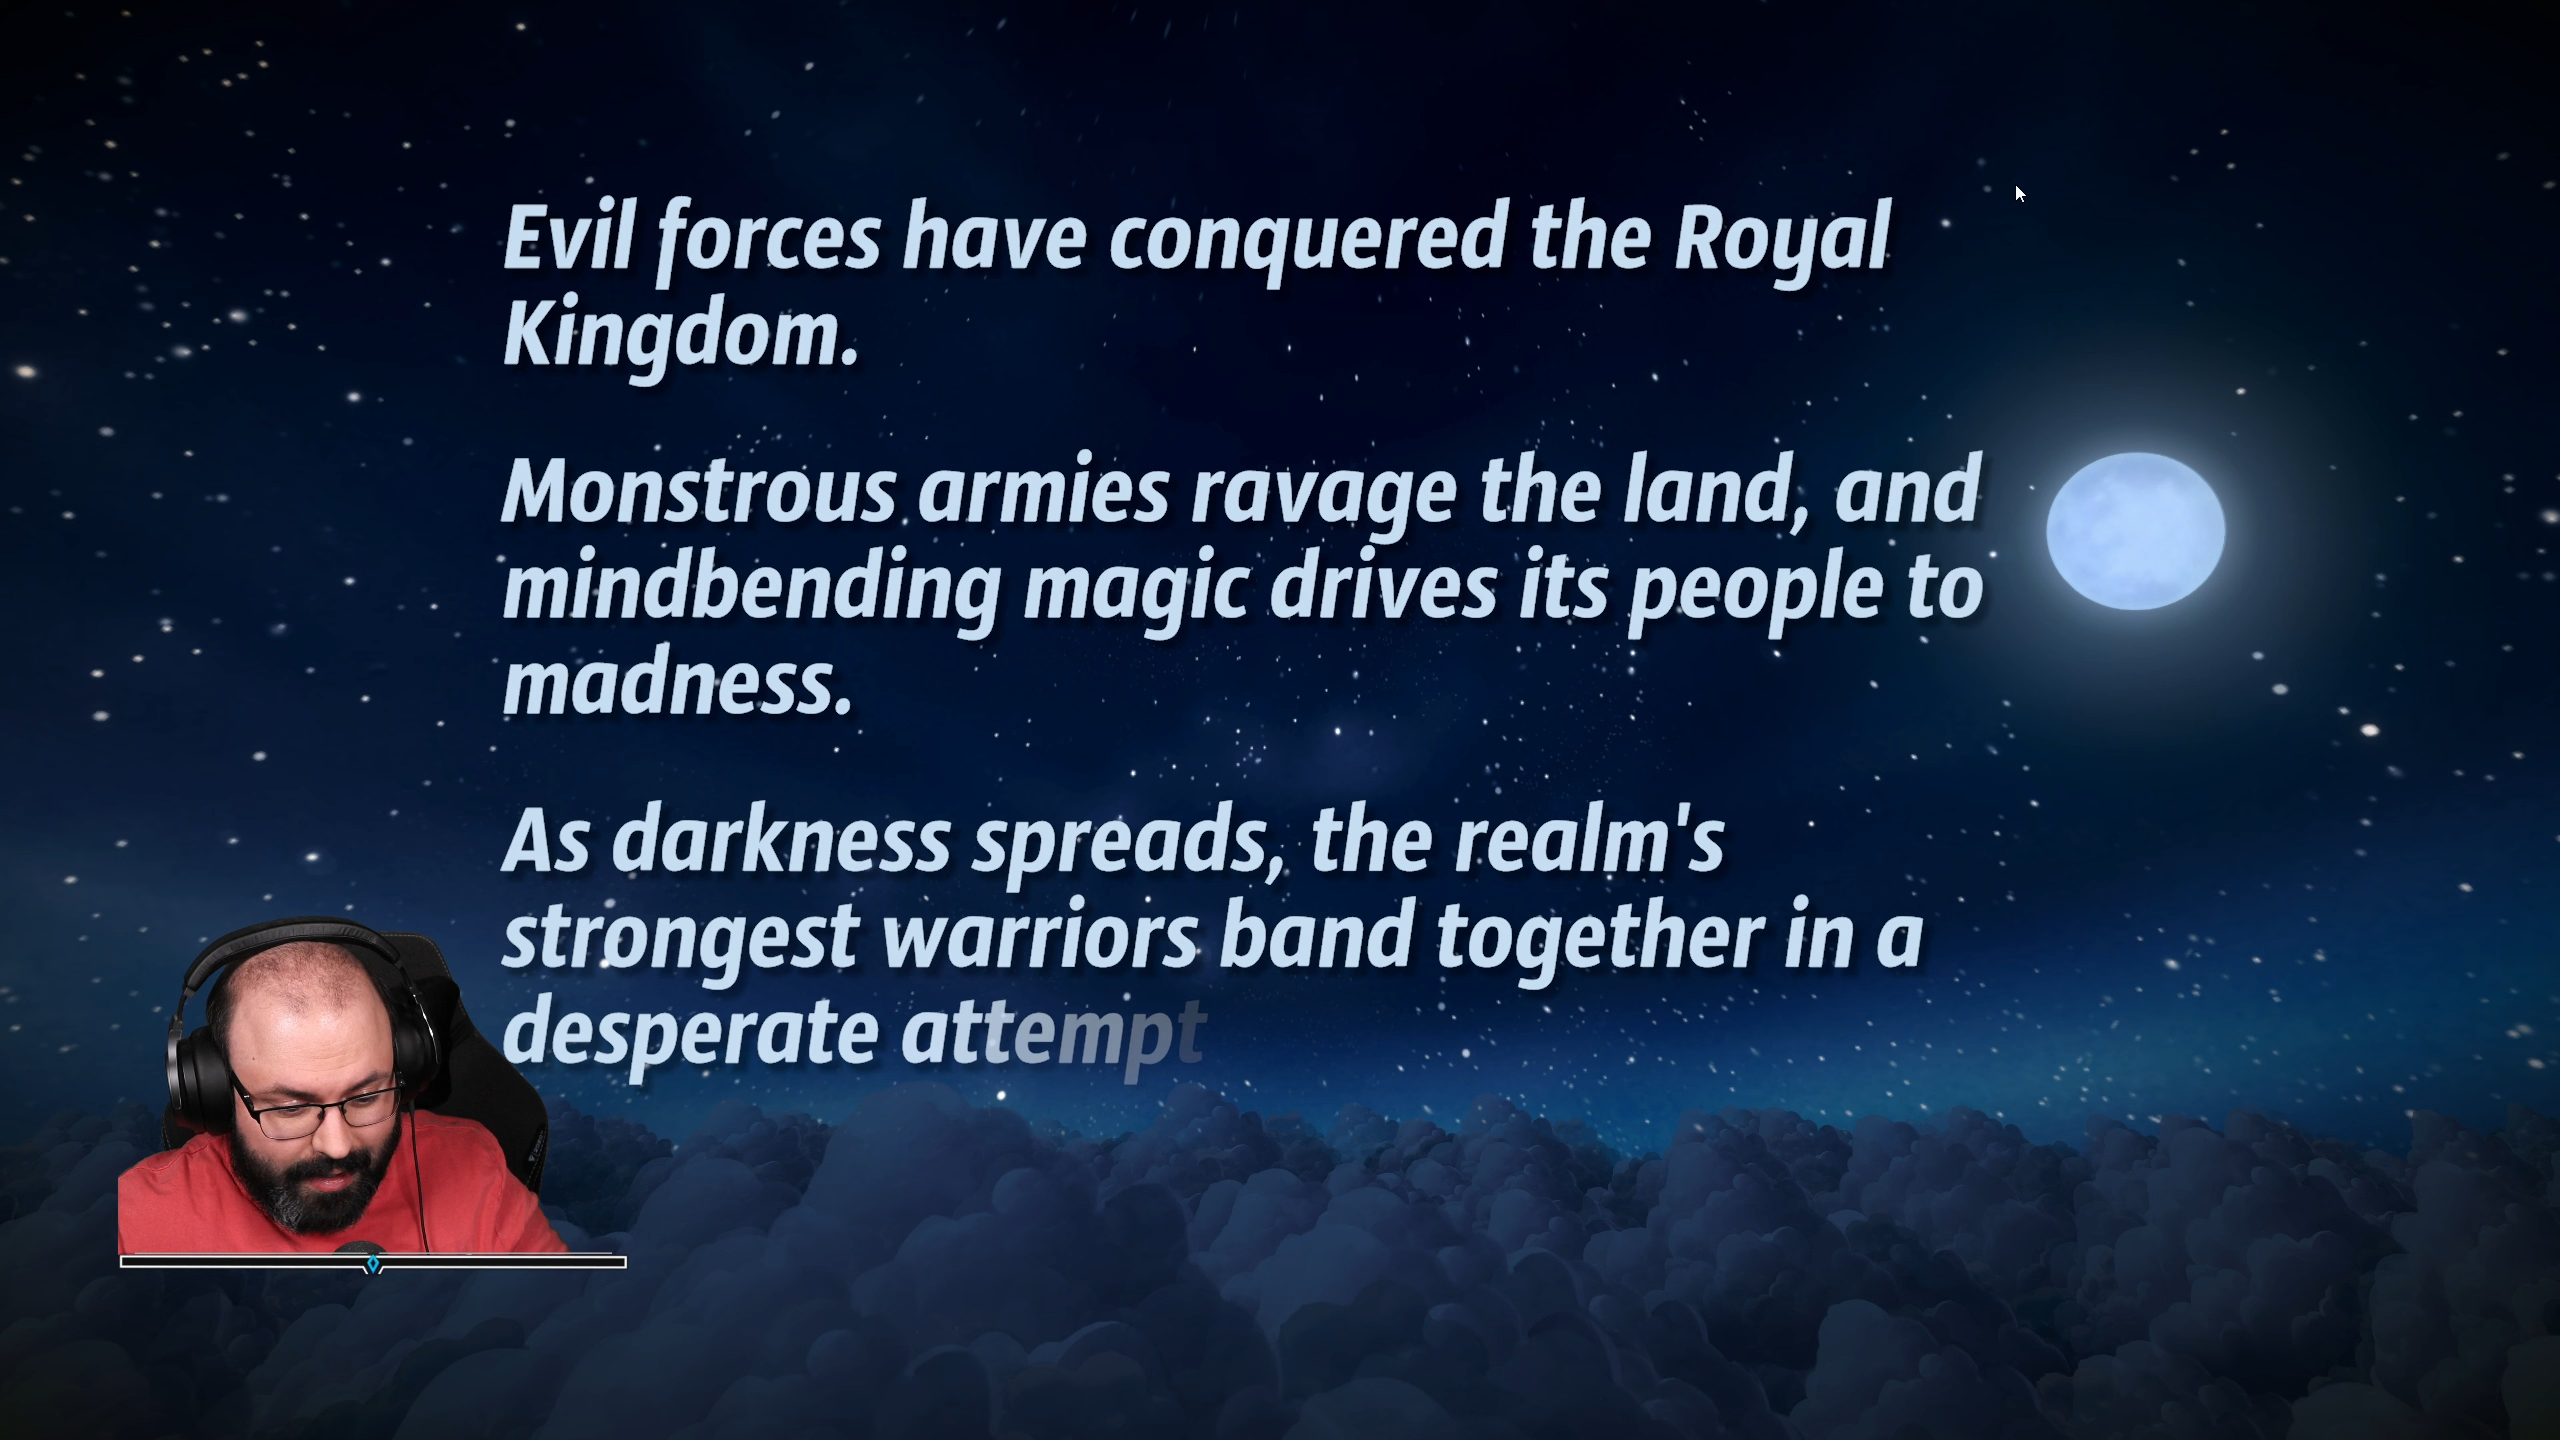 Evil forces have conquered the Royal
Kingdom.
Monstrous armies ravage the land, and
mindbending magic drives its people to
madness.
As darkness spreads, the realm's
strongest warriors band together in a
desperate attempt